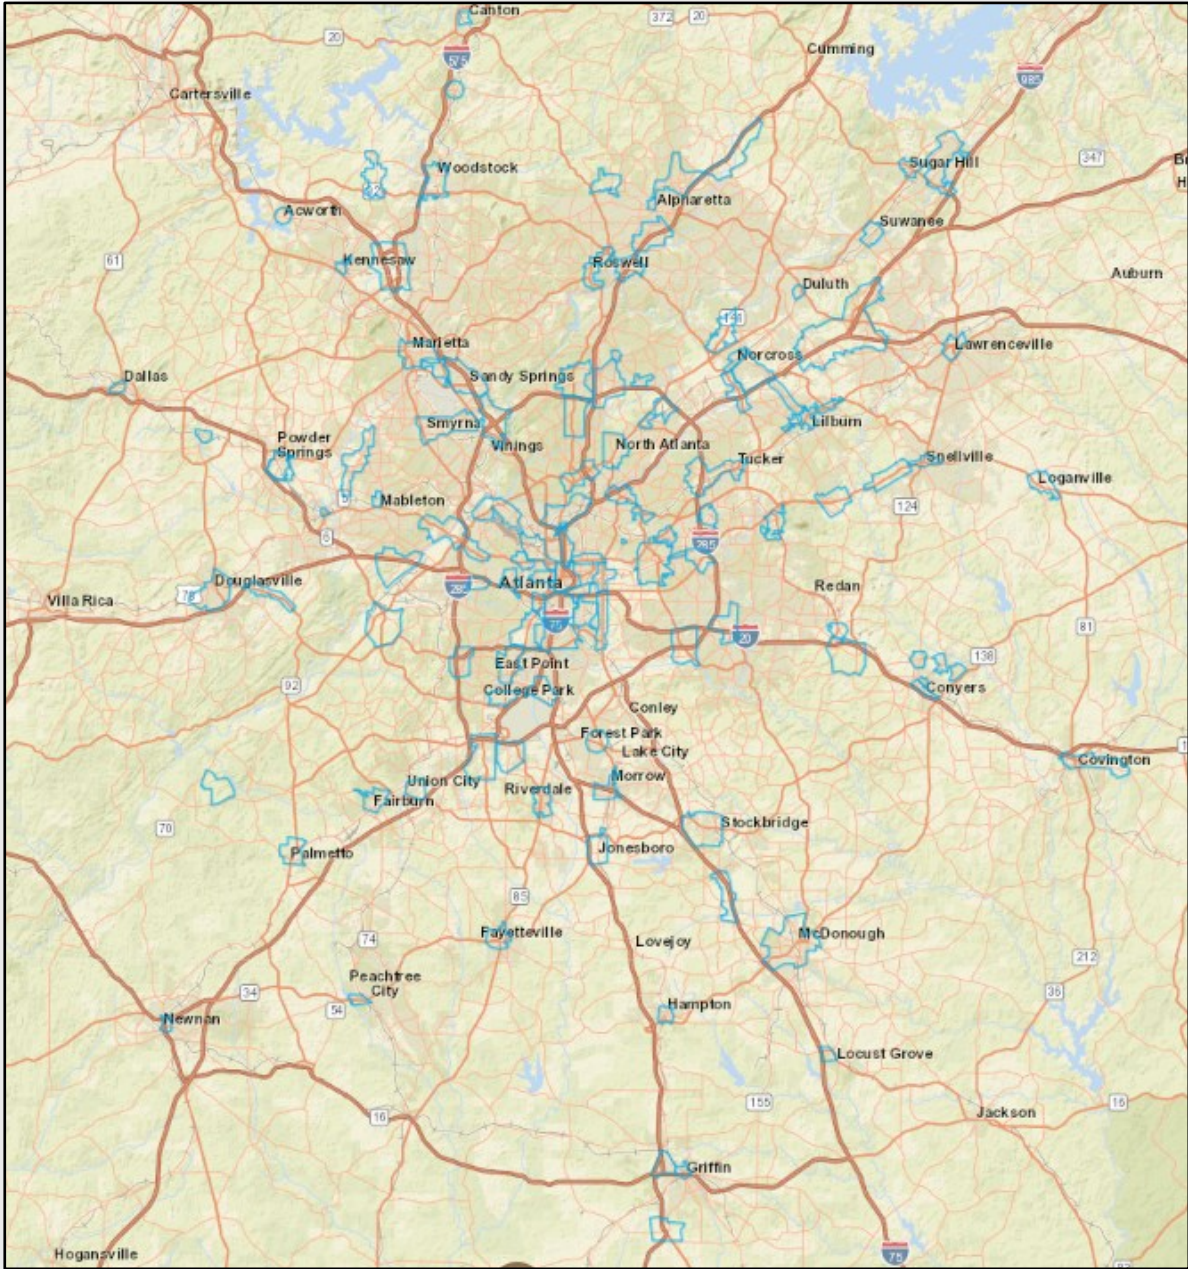 Canton
372
20
20
575
Cumming
985
Cartersville
Woodstock
Sugar Hill
347
Acworth
Alpharetta
Suwanee
61
Kennesaw
Roswell
Duluth
Auburn
141
Marietta
Norcross
Lawrenceville
Dallas
Sandy Springs
Smyrna
Lilburn
Powder
Springs
Vinings
North Atlanta
Tucker
Snellville
Loganville
5
Mableton
124
6
285
Atlanta
Douglasville
285
Redan
78
Villa Rica
75
20
81
East Point
138
92
College Park
Conyers
Conley
Forest Park
Lake City
Covington
Union City
Morrow
Riverdale
Fairburn
70
Stockbridge
Palmetto
Jonesboro
85
Fayetteville
McDonough
74
Lovejoy
212
Peachtree
City
34
36
54
Hampton
Newnan
Locust Grove
155
16
16
Jackson
Griffin
Hogansville
75